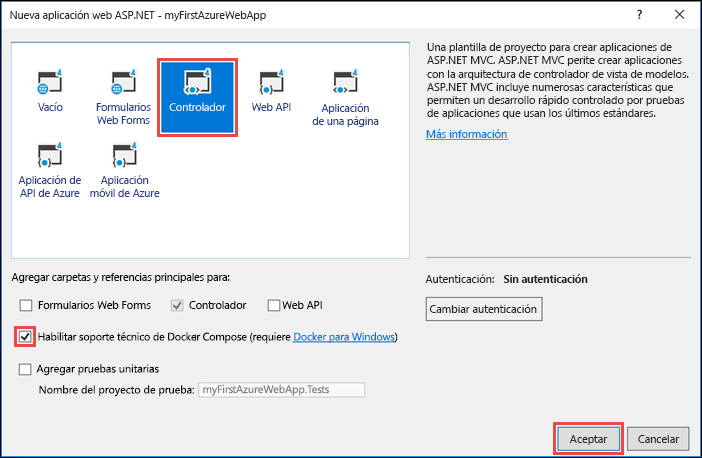 Nueva aplicación web ASP.NET - myFirstAzureWebApp
? ×
4 4 4 4 4
Vacío
Formularios
Web Forms
Controlador
Web API
Aplicación
de una página
Aplicación de
API de Azure
Aplicación
móvil de Azure
Una plantilla de proyecto para crear aplicaciones de
ASP.NET MVC. ASP.NET MVC perite crear aplicaciones
con la arquitectura de controlador de vista de modelos.
ASP.NET MVC incluye numerosas características que
permiten un desarrollo rápido controlado por pruebas
de aplicaciones que usan los últimos estándares.
Más información
Agregar carpetas y referencias principales para:
Formularios Web Forms Controlador Web API
Habilitar soporte técnico de Docker Compose (requiere Docker para Windows)
Agregar pruebas unitarias
Nombre del proyecto de prueba: myFirstAzureWebApp.Tests
Autenticación: Sin autenticación
Cambiar autenticación
Aceptar Cancelar